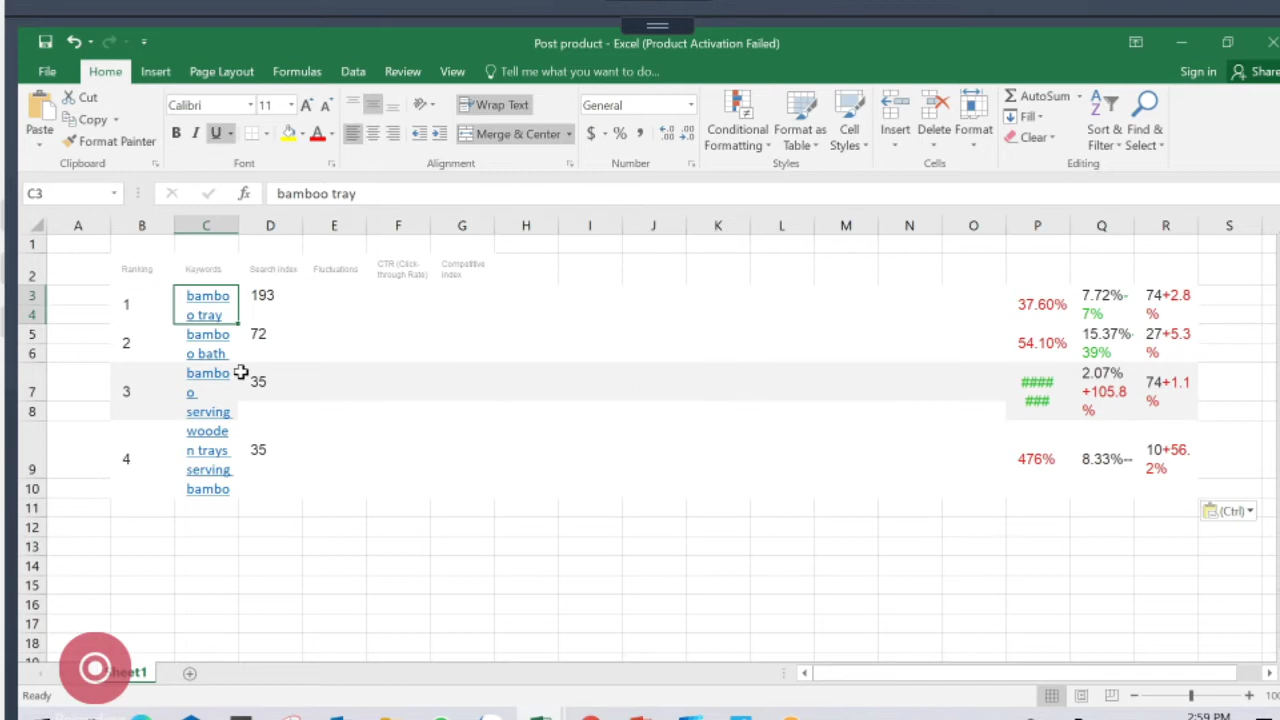 Post product - Excel (Product Activation Failed)
File Home Insert Page Layout Formulas Data Review View Tell me what you want to do... Sign in Share
Paste
Cut
Copy
Format Painter
Calibri 11
B I U
Wrap Text
Merge & Center
General
$ % ,
Conditional Formatting
Format as Table
Cell Styles
Insert Delete Format
AutoSum
Fill
Clear
Sort & Filter
Find & Select
Clipboard Font Alignment Number Styles Cells Editing
C3 fx bamboo tray
A B C D E F G H I J K L M N O P Q R S
1
2 Ranking Keywords Search index Fluctuations CTR (Click-through Rate) Competitive index
3
4
1 bamboo tray 193 37.60% 7.72%-7% 74+2.8%
5
6
2 bamboo bath 72 54.10% 15.37%-39% 27+5.3%
7
8
3 bamboo serving 35 ####### 2.07%+105.8% 74+1.1%
9
10
4 wooden trays serving bambo 35 476% 8.33%-- 10+56.2%
11
(Ctrl)
12
13
14
15
16
17
18
Sheet1
Ready
100
2:59 PM